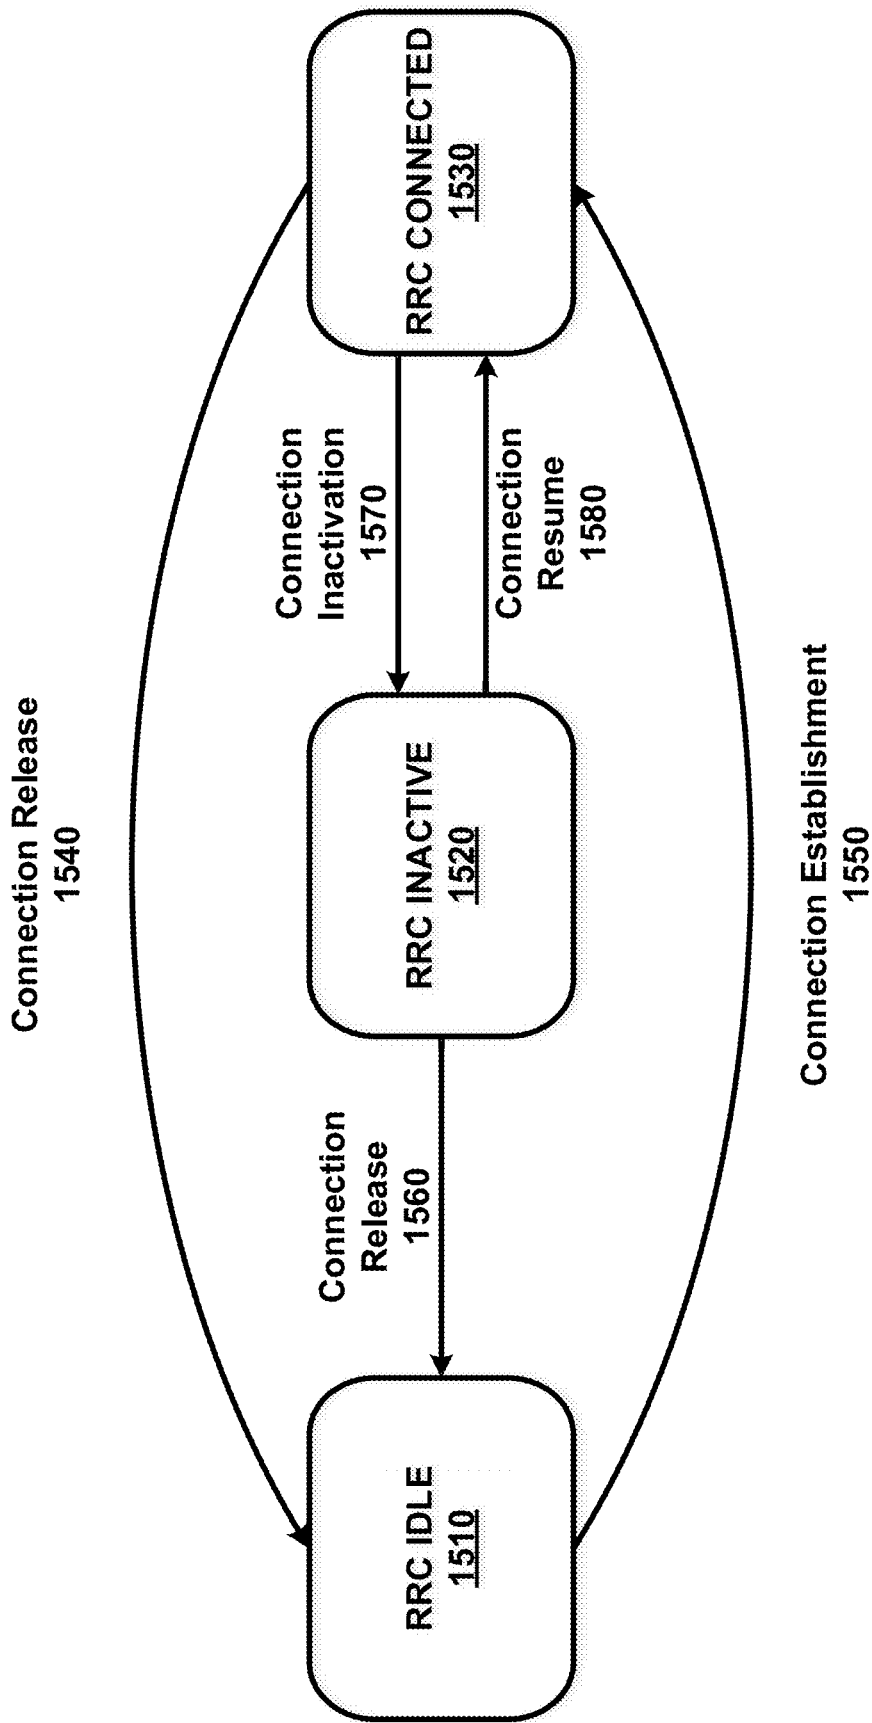 Connection Release
1540
RRC IDLE
1510
Connection
Release
1560
RRC INACTIVE
1520
Connection
Inactivation
1570
Connection
Resume
1580
RRC CONNECTED
1530
Connection Establishment
1550